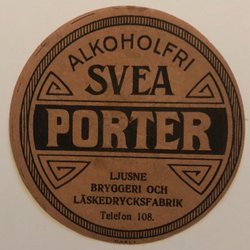 ALKOHOLFRI
SVEA
PORTER
LJUSNE
BRYGGERI OCH
LÄSKEDRYCKSFABRIK
Telefon 108.